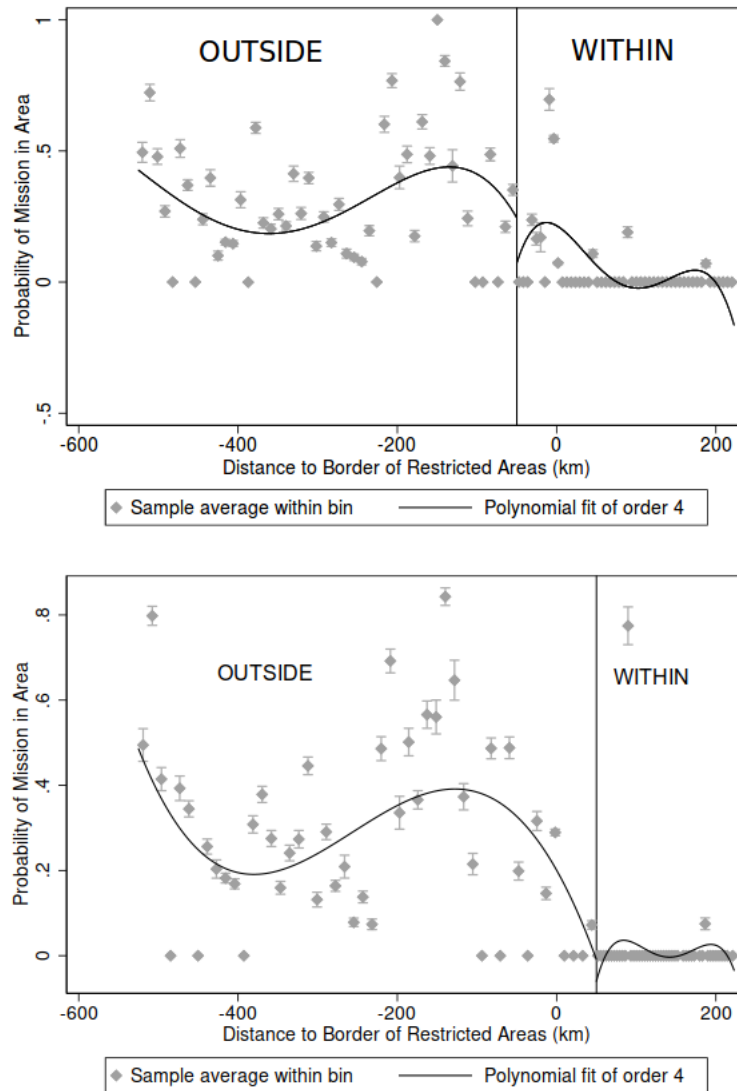 OUTSIDE WITHIN
Probability of Mission in Area
1
.5
0
-.5
-600 -400 -200 0 200
Distance to Border of Restricted Areas (km)
Sample average within bin Polynomial fit of order 4
OUTSIDE WITHIN
Probability of Mission in Area
.8
.6
.4
.2
0
-600 -400 -200 0 200
Distance to Border of Restricted Areas (km)
Sample average within bin Polynomial fit of order 4